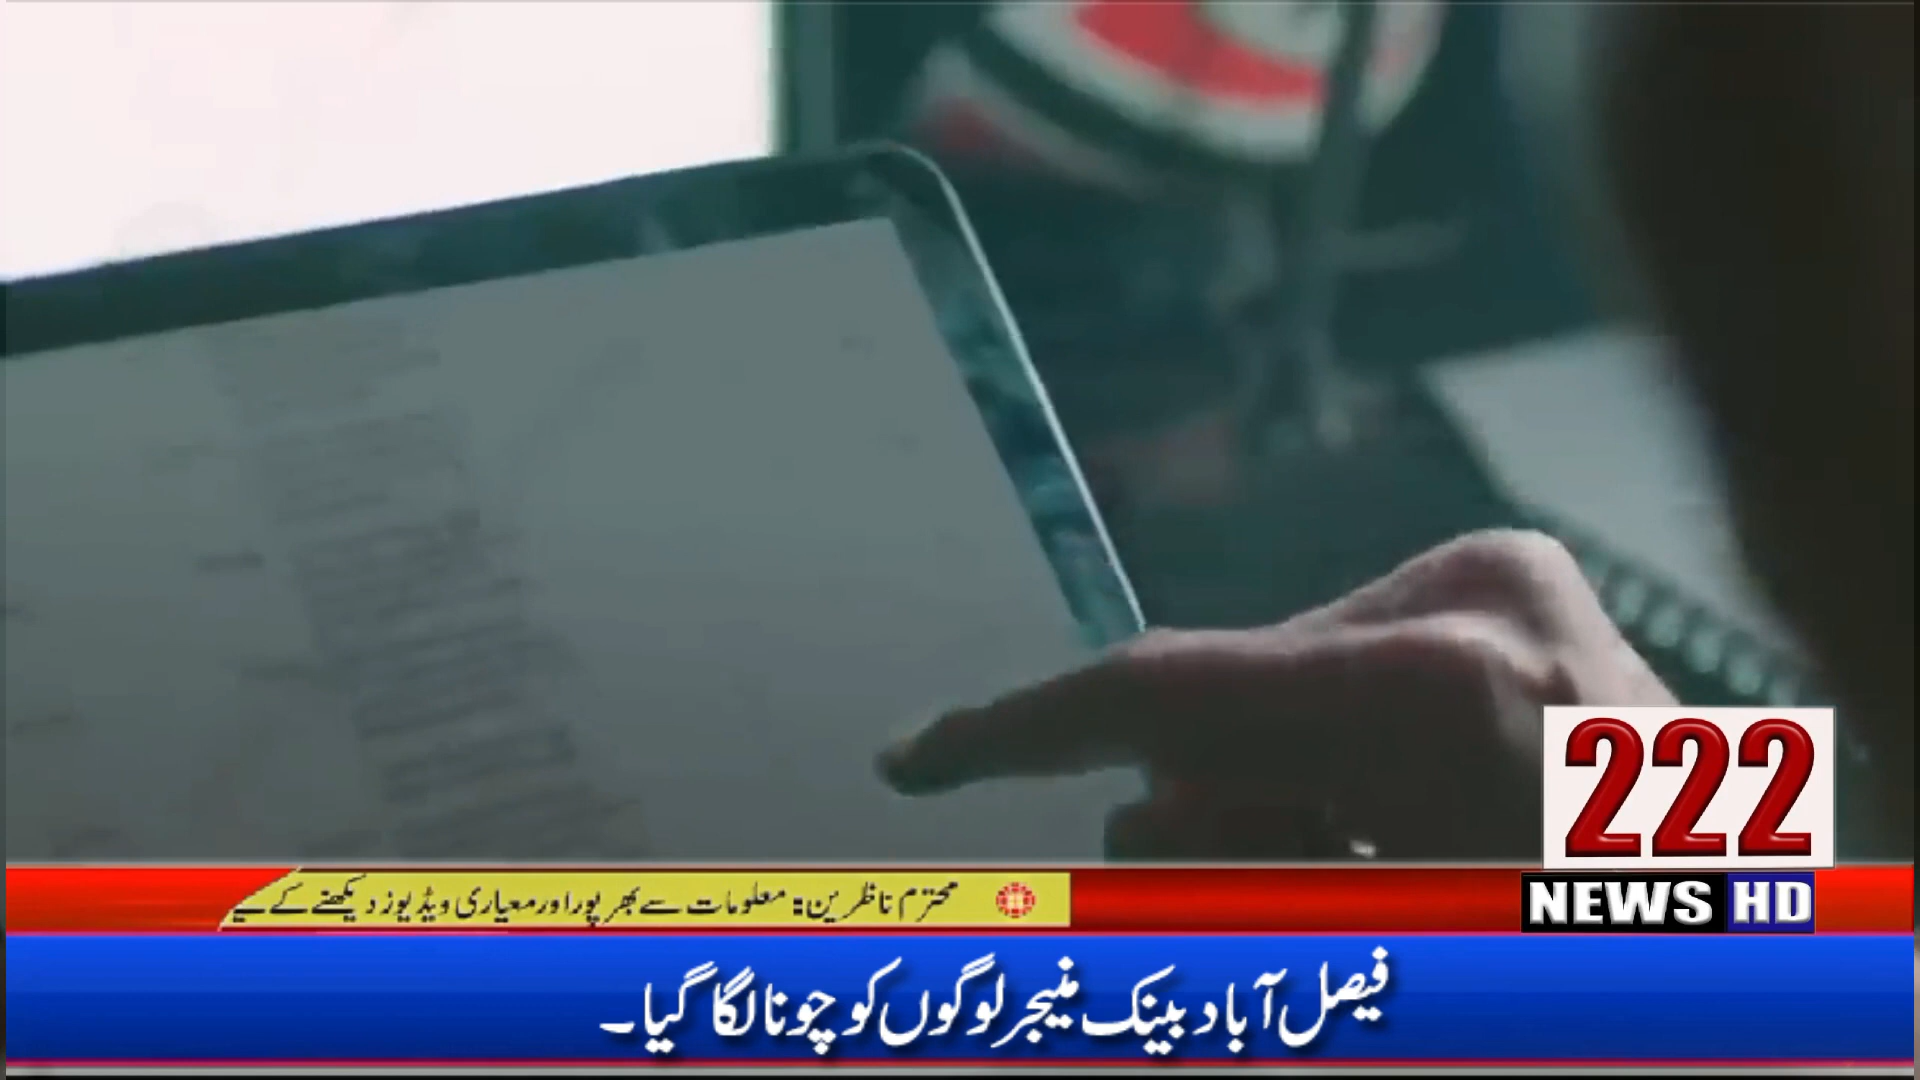 222
NEWS HD
محترم ناظرین: معلومات سے بھرپور اور معیاری ویڈیوز دیکھنے کے لیے
فیصل آباد بینک منیجر لوگوں کو چونا لگا گیا۔